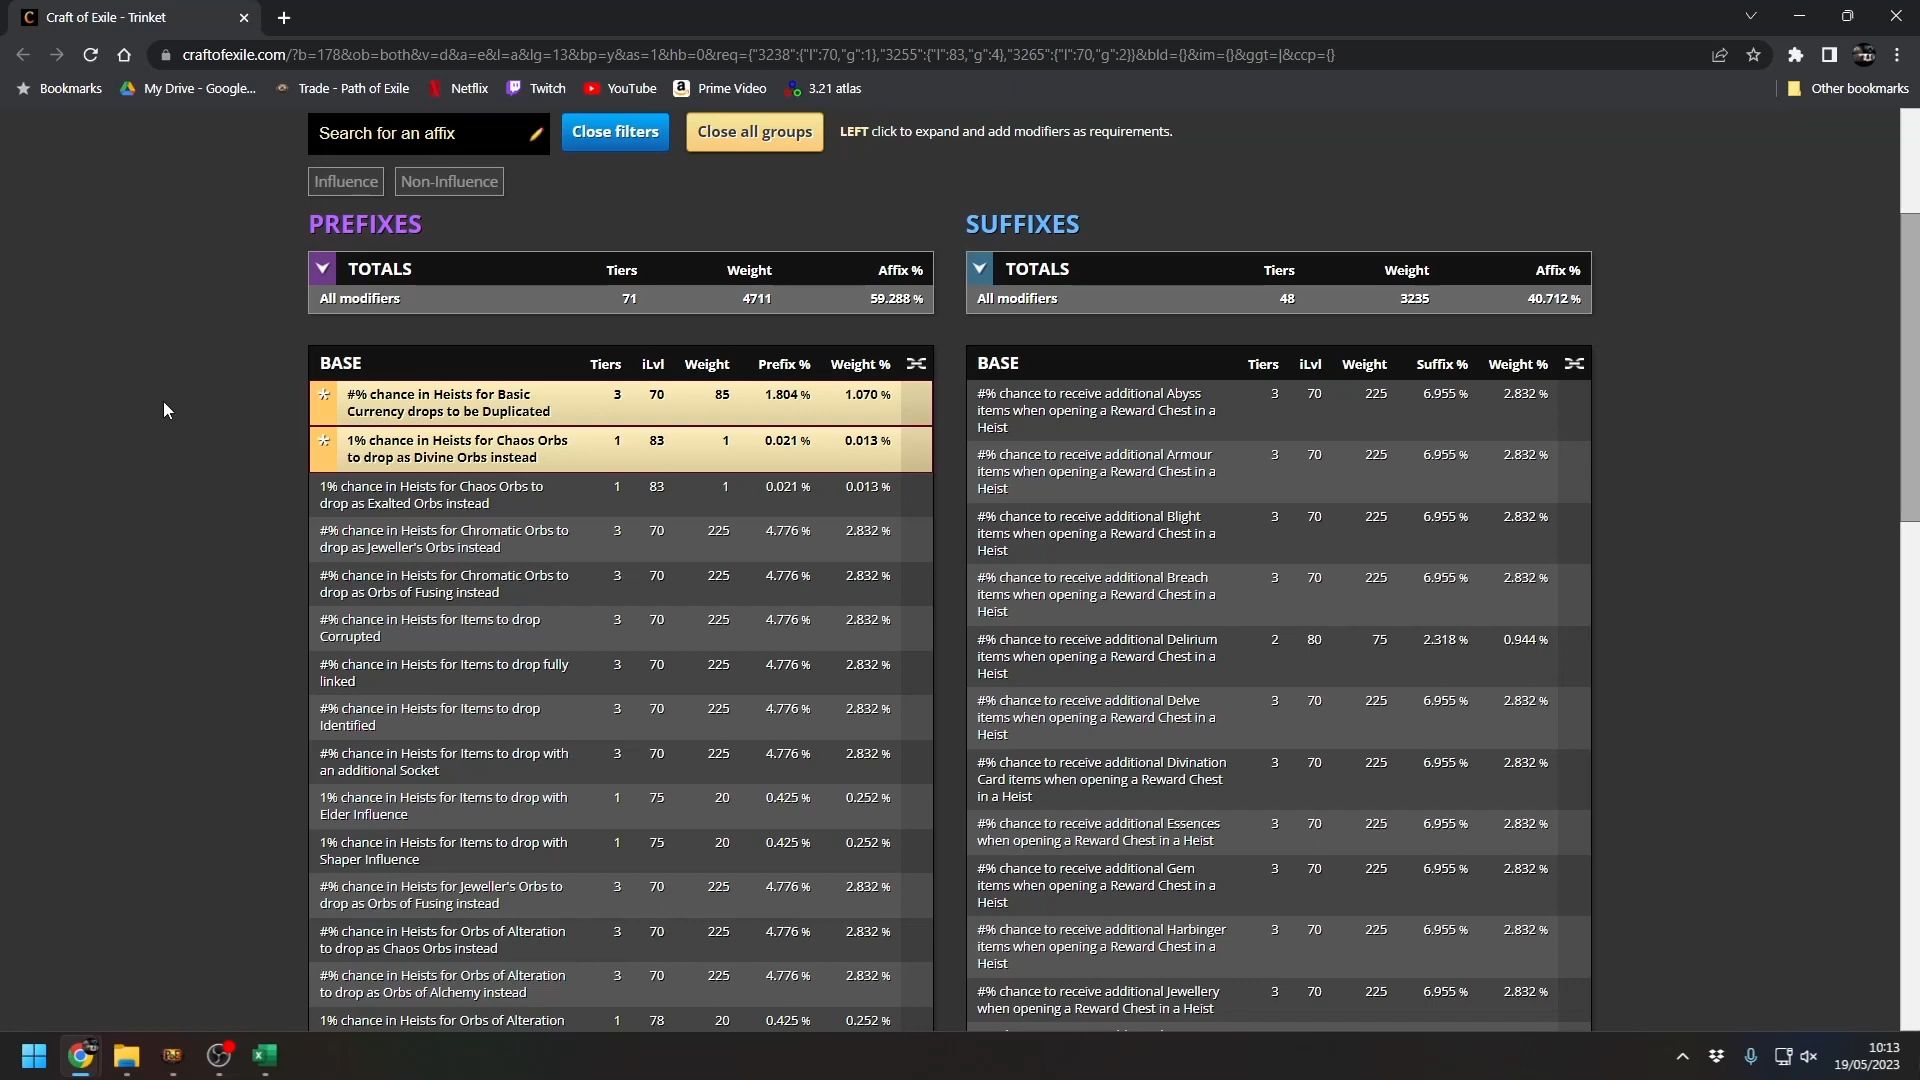 Craft of Exile - Trinket
craftofexile.com/?b=178&ob=both&v=d&a=e&l=a&lg=13&bp=y&as=1&hb=0&req={"3238":{"l":70,"g":1},"3255":{"l":83,"g":4},"3265":{"l":70,"g":2}}&bld={}&im={}&ggt=|&ccp={}
Bookmarks My Drive - Google... Trade - Path of Exile Netflix Twitch YouTube Prime Video 3.21 atlas Other bookmarks
Search for an affix Close filters Close all groups LEFT click to expand and add modifiers as requirements.
Influence Non-Influence
PREFIXES
TOTALS Tiers Weight Affix %
All modifiers 71 4711 59.288 %
BASE Tiers iLvl Weight Prefix % Weight %
#% chance in Heists for Basic 3 70 85 1.804 % 1.070 %
Currency drops to be Duplicated
1% chance in Heists for Chaos Orbs 1 83 1 0.021 % 0.013 %
to drop as Divine Orbs instead
1% chance in Heists for Chaos Orbs to 1 83 1 0.021 % 0.013 %
drop as Exalted Orbs instead
#% chance in Heists for Chromatic Orbs to 3 70 225 4.776 % 2.832 %
drop as Jeweller's Orbs instead
#% chance in Heists for Chromatic Orbs to 3 70 225 4.776 % 2.832 %
drop as Orbs of Fusing instead
#% chance in Heists for Items to drop 3 70 225 4.776 % 2.832 %
Corrupted
#% chance in Heists for Items to drop fully 3 70 225 4.776 % 2.832 %
linked
#% chance in Heists for Items to drop 3 70 225 4.776 % 2.832 %
Identified
#% chance in Heists for Items to drop with 3 70 225 4.776 % 2.832 %
an additional Socket
1% chance in Heists for Items to drop with 1 75 20 0.425 % 0.252 %
Elder Influence
1% chance in Heists for Items to drop with 1 75 20 0.425 % 0.252 %
Shaper Influence
#% chance in Heists for Jeweller's Orbs to 3 70 225 4.776 % 2.832 %
drop as Orbs of Fusing instead
#% chance in Heists for Orbs of Alteration 3 70 225 4.776 % 2.832 %
to drop as Chaos Orbs instead
#% chance in Heists for Orbs of Alteration 3 70 225 4.776 % 2.832 %
to drop as Orbs of Alchemy instead
1% chance in Heists for Orbs of Alteration 1 78 20 0.425 % 0.252 %
SUFFIXES
TOTALS Tiers Weight Affix %
All modifiers 48 3235 40.712 %
BASE Tiers iLvl Weight Suffix % Weight %
#% chance to receive additional Abyss 3 70 225 6.955 % 2.832 %
items when opening a Reward Chest in a
Heist
#% chance to receive additional Armour 3 70 225 6.955 % 2.832 %
items when opening a Reward Chest in a
Heist
#% chance to receive additional Blight 3 70 225 6.955 % 2.832 %
items when opening a Reward Chest in a
Heist
#% chance to receive additional Breach 3 70 225 6.955 % 2.832 %
items when opening a Reward Chest in a
Heist
#% chance to receive additional Delirium 2 80 75 2.318 % 0.944 %
items when opening a Reward Chest in a
Heist
#% chance to receive additional Delve 3 70 225 6.955 % 2.832 %
items when opening a Reward Chest in a
Heist
#% chance to receive additional Divination 3 70 225 6.955 % 2.832 %
Card items when opening a Reward Chest
in a Heist
#% chance to receive additional Essences 3 70 225 6.955 % 2.832 %
when opening a Reward Chest in a Heist
#% chance to receive additional Gem 3 70 225 6.955 % 2.832 %
items when opening a Reward Chest in a
Heist
#% chance to receive additional Harbinger 3 70 225 6.955 % 2.832 %
items when opening a Reward Chest in a
Heist
#% chance to receive additional Jewellery 3 70 225 6.955 % 2.832 %
when opening a Reward Chest in a Heist
10:13
19/05/2023